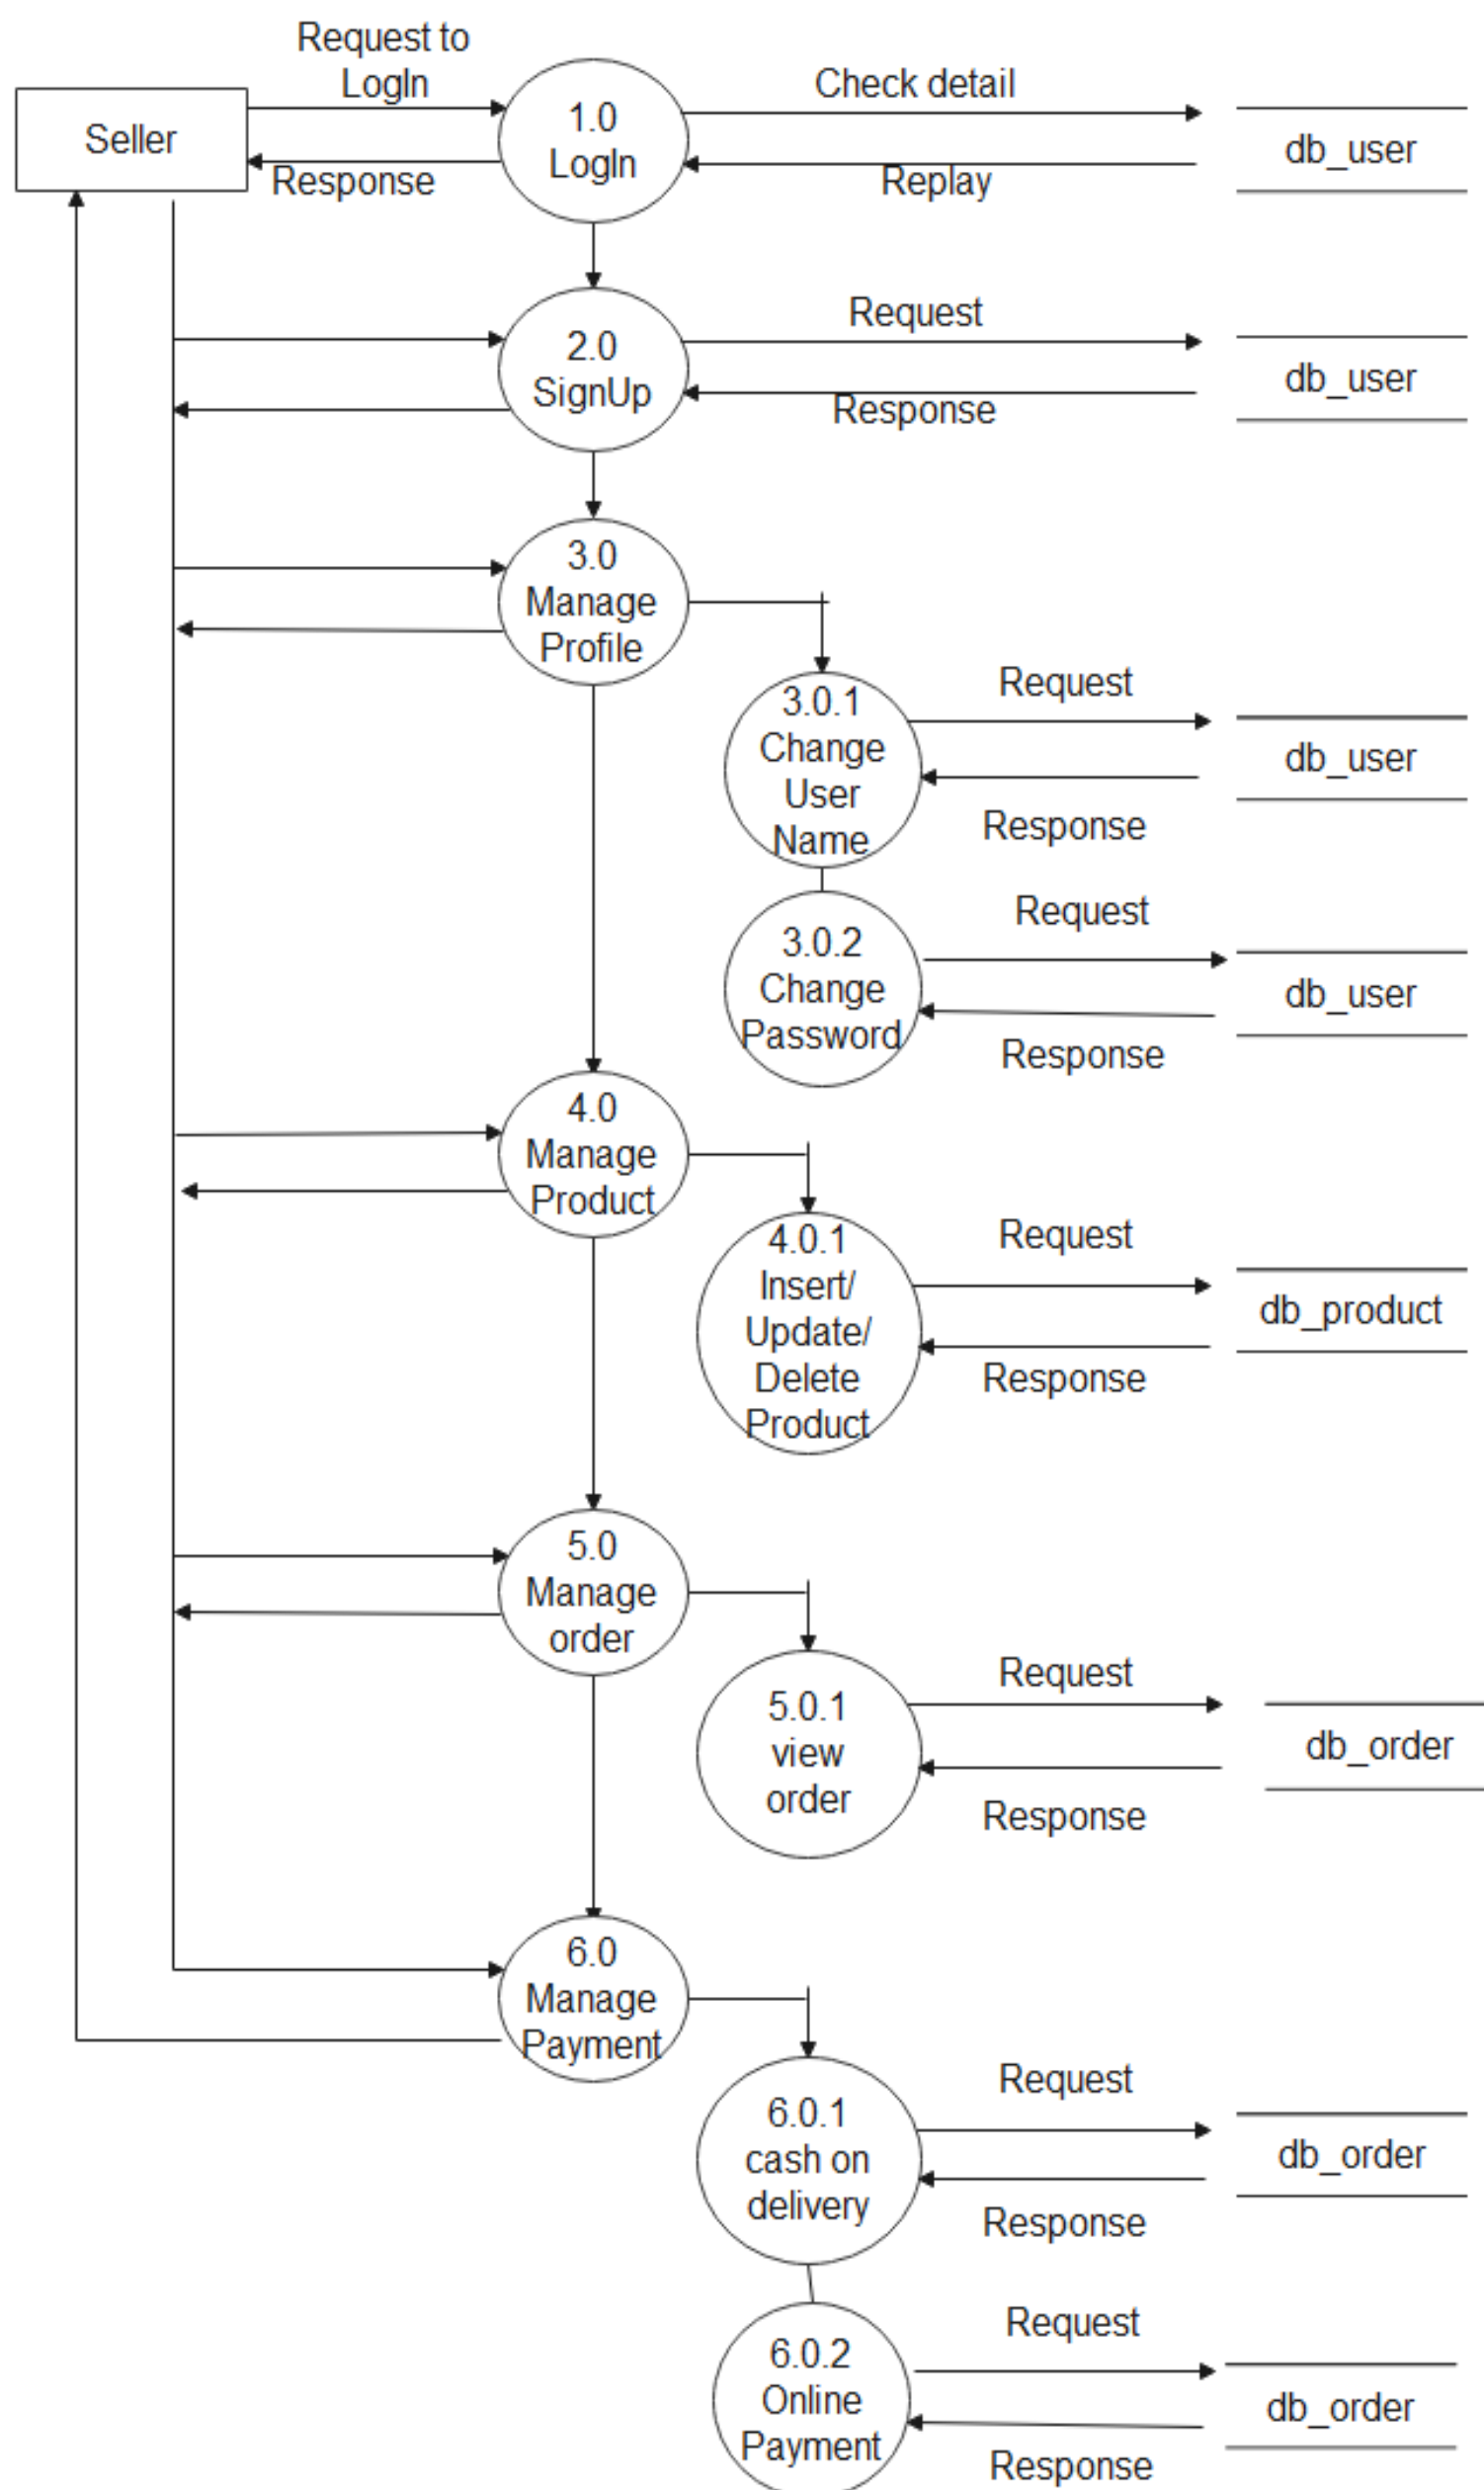 Request to
LogIn
Seller
Response
1.0
LogIn
Check detail
Replay
db_user
2.0
SignUp
Request
Response
db_user
3.0
Manage
Profile
3.0.1
Change
User
Name
Request
Response
db_user
3.0.2
Change
Password
Request
Response
db_user
4.0
Manage
Product
4.0.1
Insert/
Update/
Delete
Product
Request
Response
db_product
5.0
Manage
order
5.0.1
view
order
Request
Response
db_order
6.0
Manage
Payment
6.0.1
cash on
delivery
Request
Response
db_order
6.0.2
Online
Payment
Request
Response
db_order